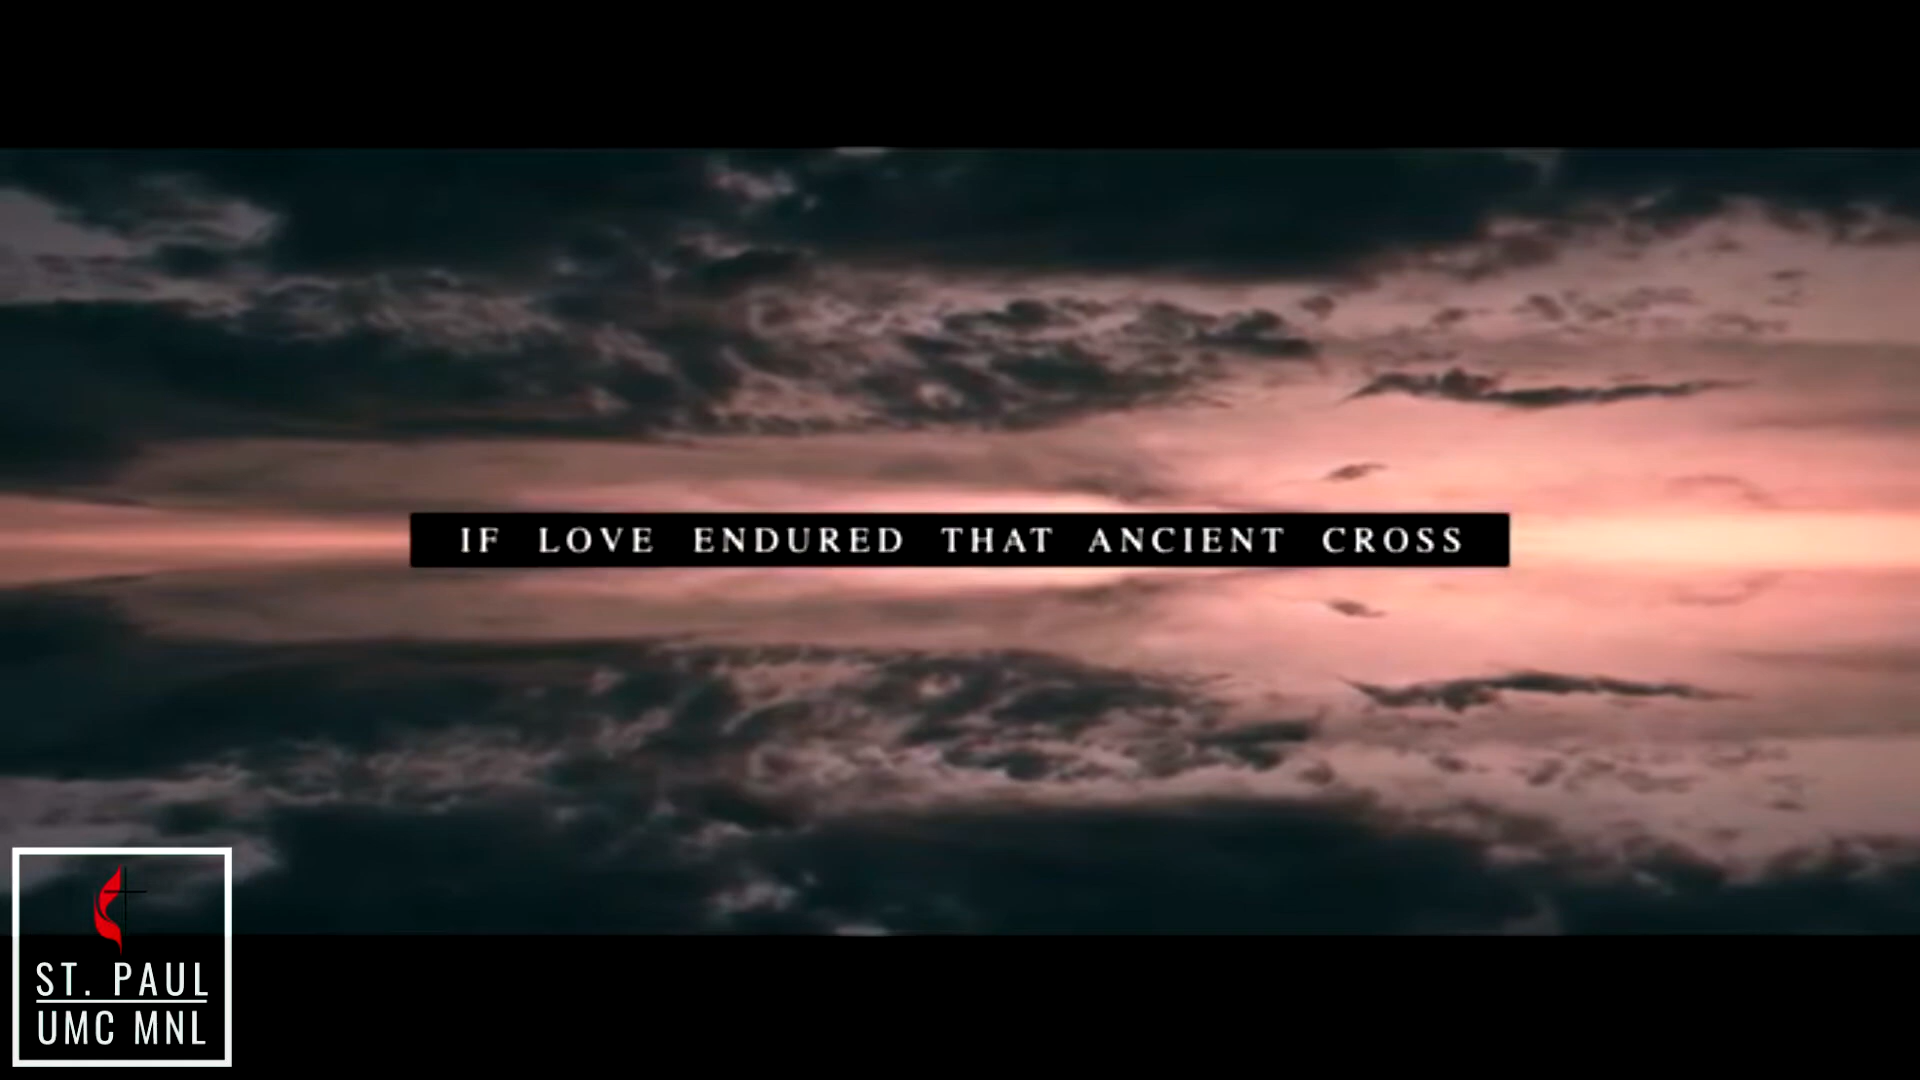 IF LOVE ENDURED THAT ANCIENT CROSS
ST. PAUL
UMC MNL